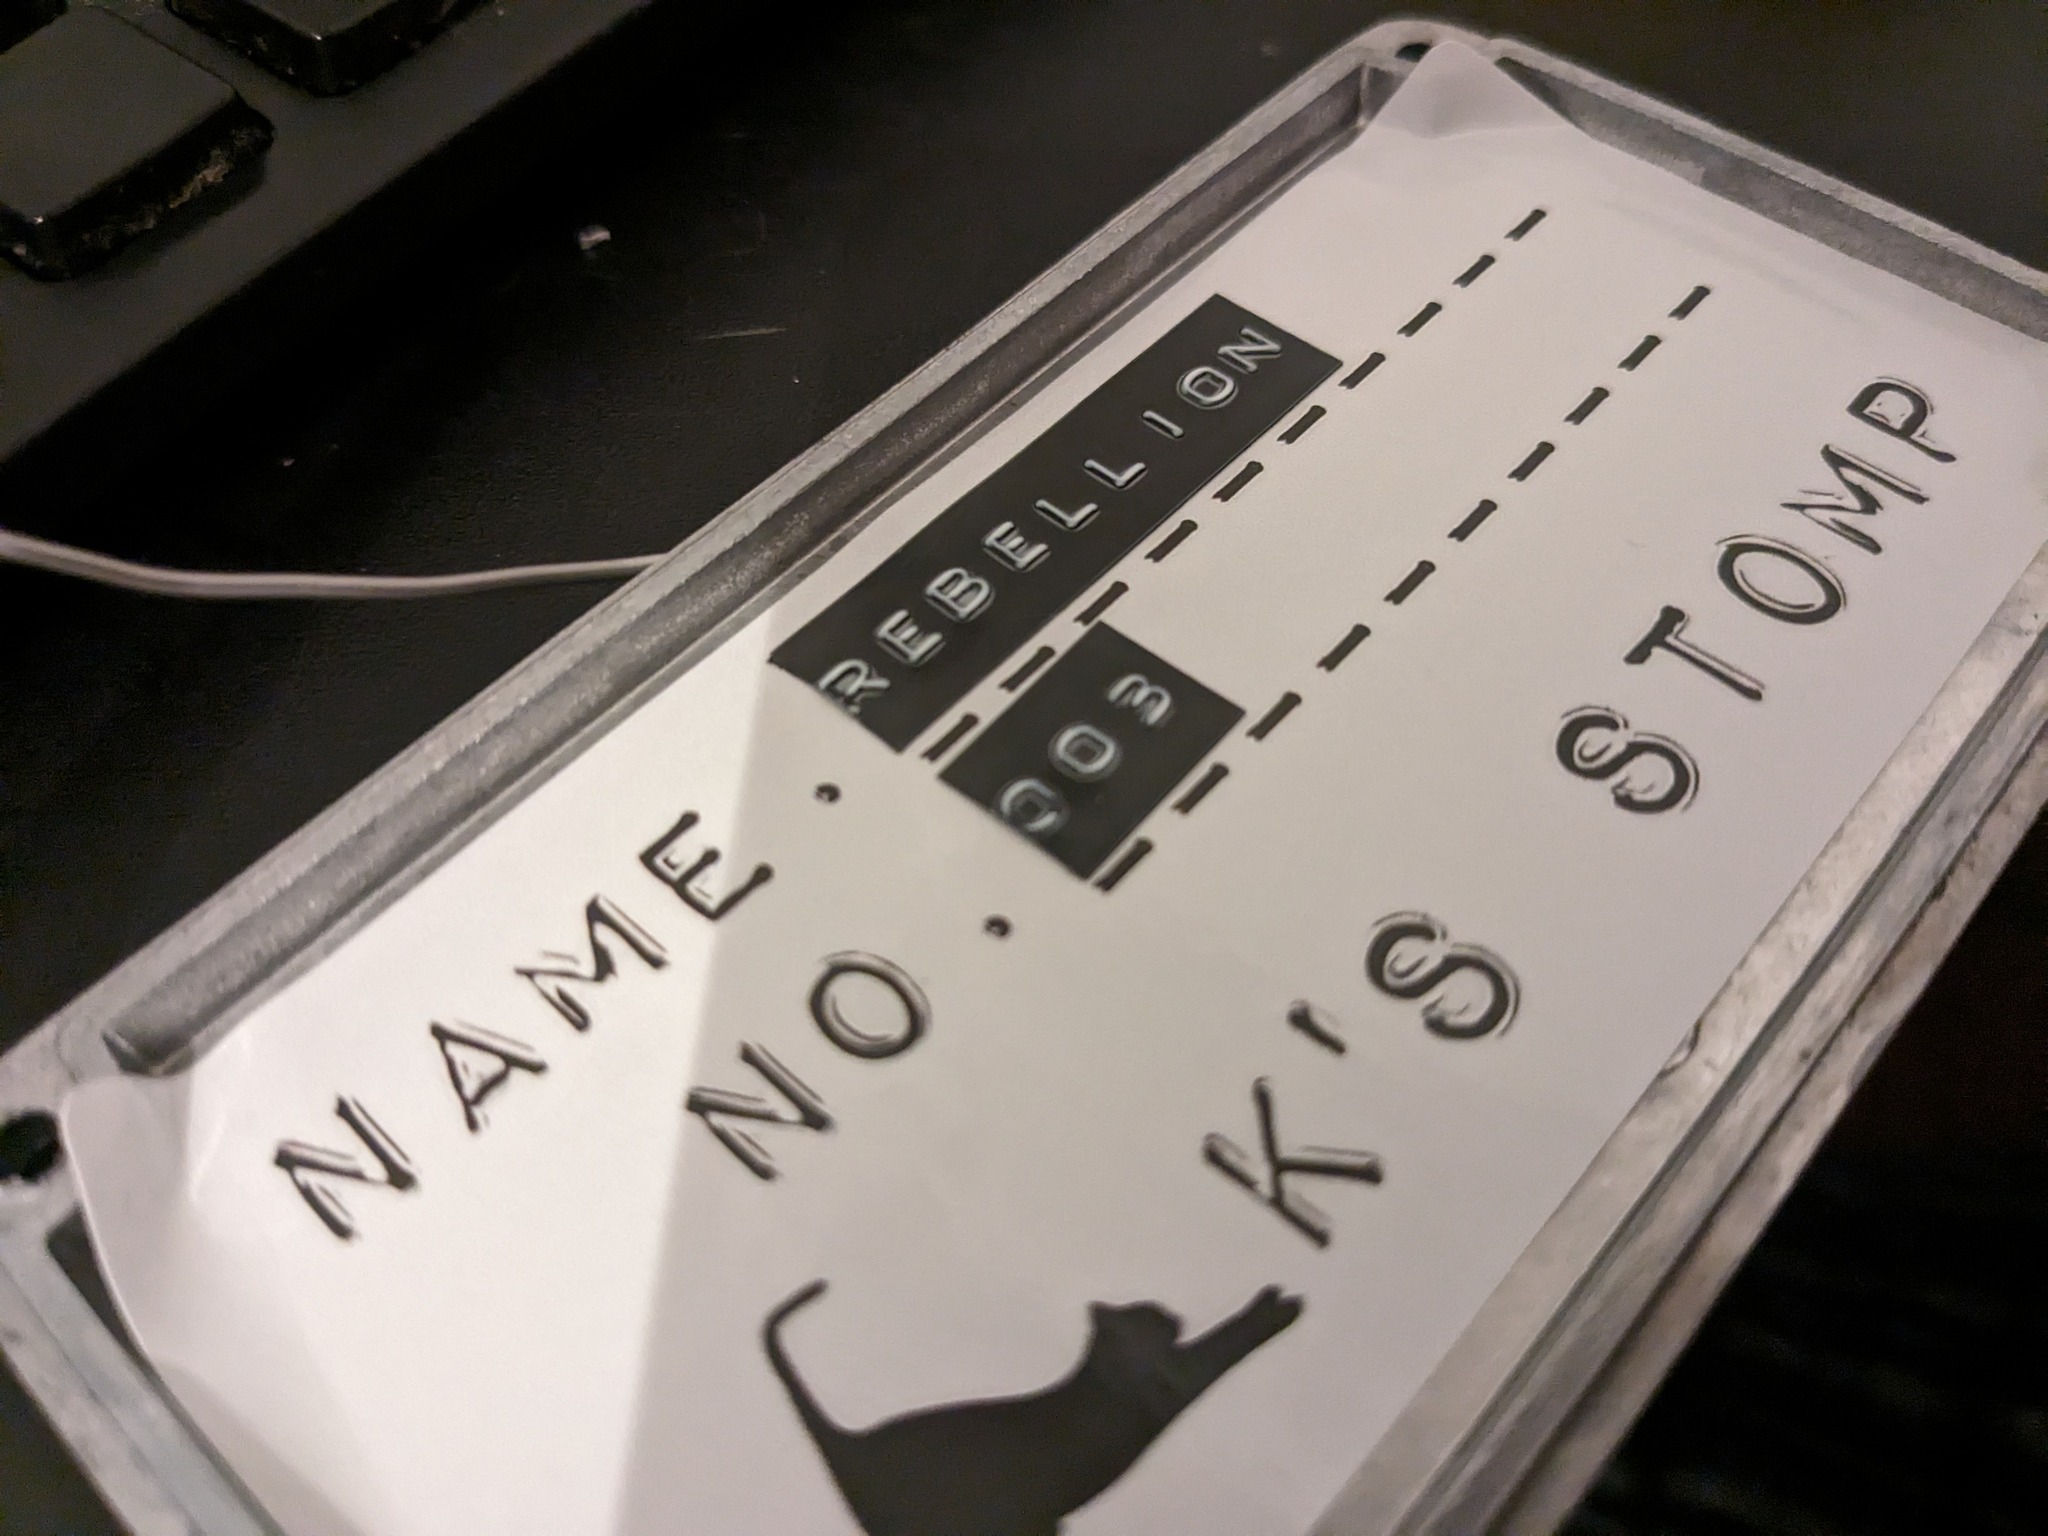 NAME. REBELLION
NO. 003
K'S STOMP